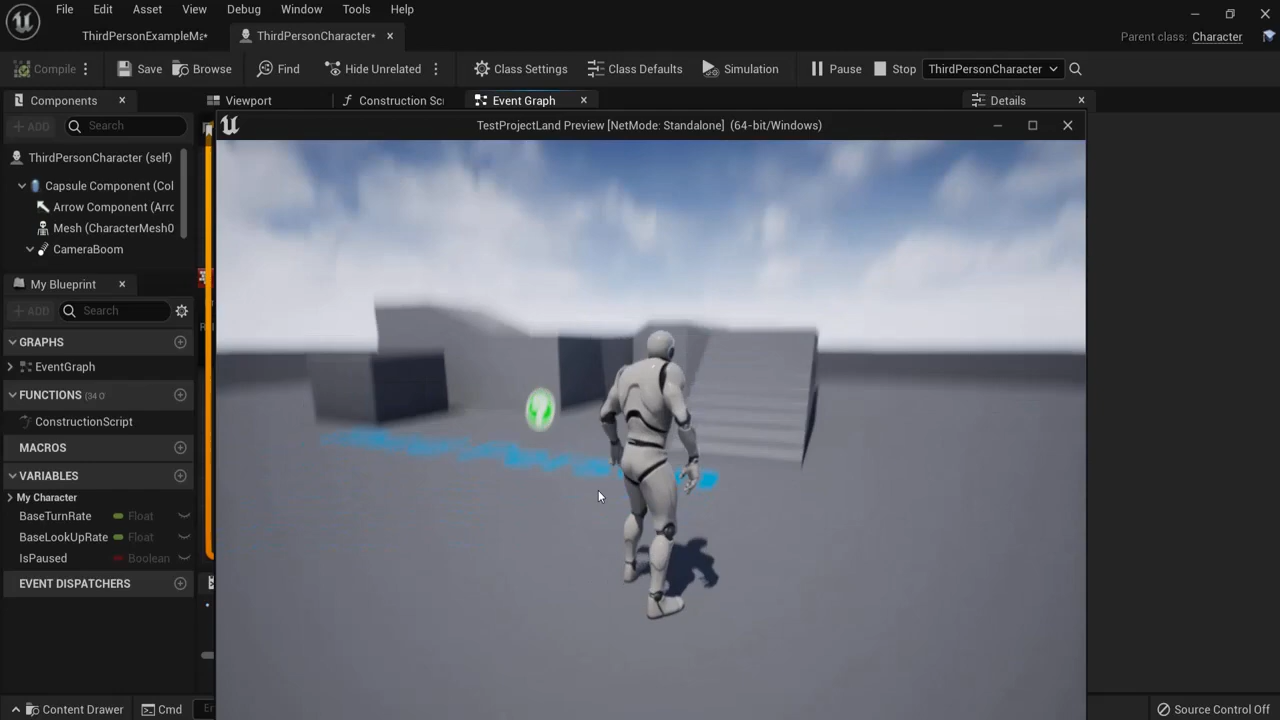 File Edit Asset View Debug Window Tools Help
ThirdPersonExampleMa* ThirdPersonCharacter* Parent class: Character
Compile Save Browse Find Hide Unrelated Class Settings Class Defaults Simulation Pause Stop ThirdPersonCharacter
Components Viewport Construction Scr Event Graph Details
+ ADD Search
TestProjectLand Preview [NetMode: Standalone] (64-bit/Windows)
ThirdPersonCharacter (self)
Capsule Component (Col
Arrow Component (Arro
Mesh (CharacterMesh0
CameraBoom
My Blueprint
+ ADD Search
GRAPHS
EventGraph
FUNCTIONS (34 O
ConstructionScript
MACROS
VARIABLES
My Character
BaseTurnRate Float
BaseLookUpRate Float
IsPaused Boolean
EVENT DISPATCHERS
Content Drawer Cmd Source Control Off